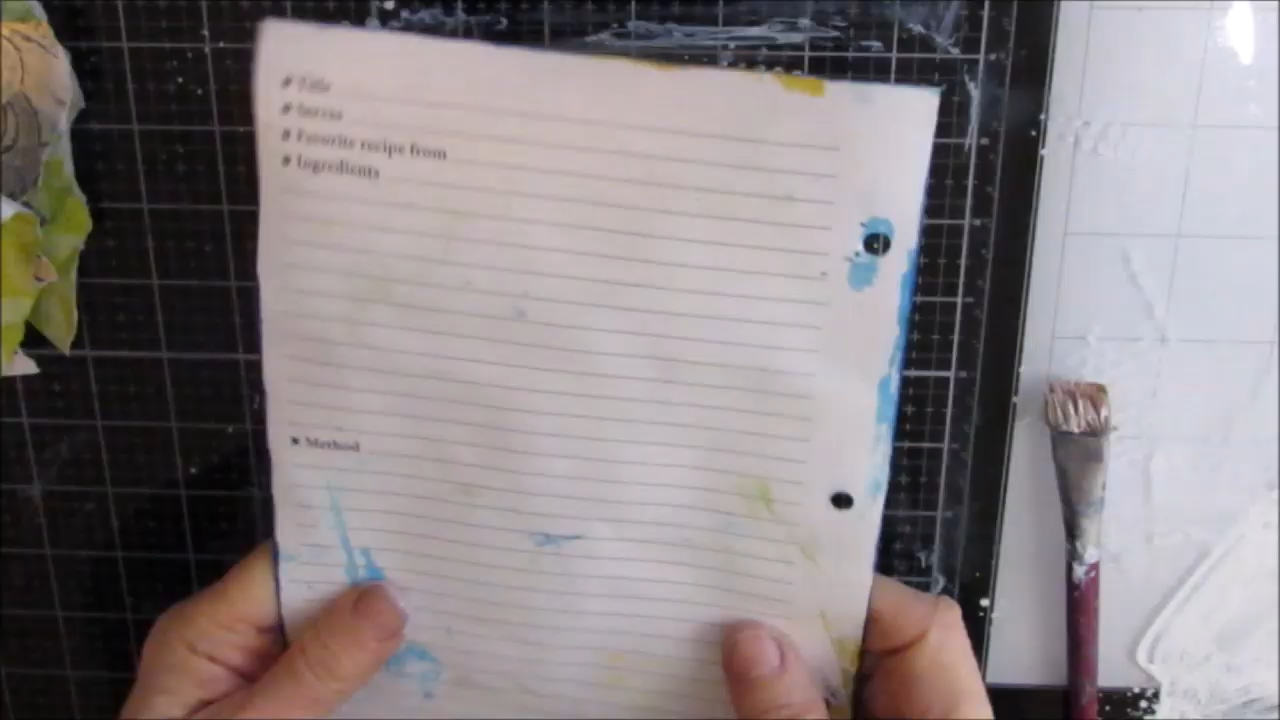 # Title
# Serves
# Favorite recipe from
# Ingredients
# Method